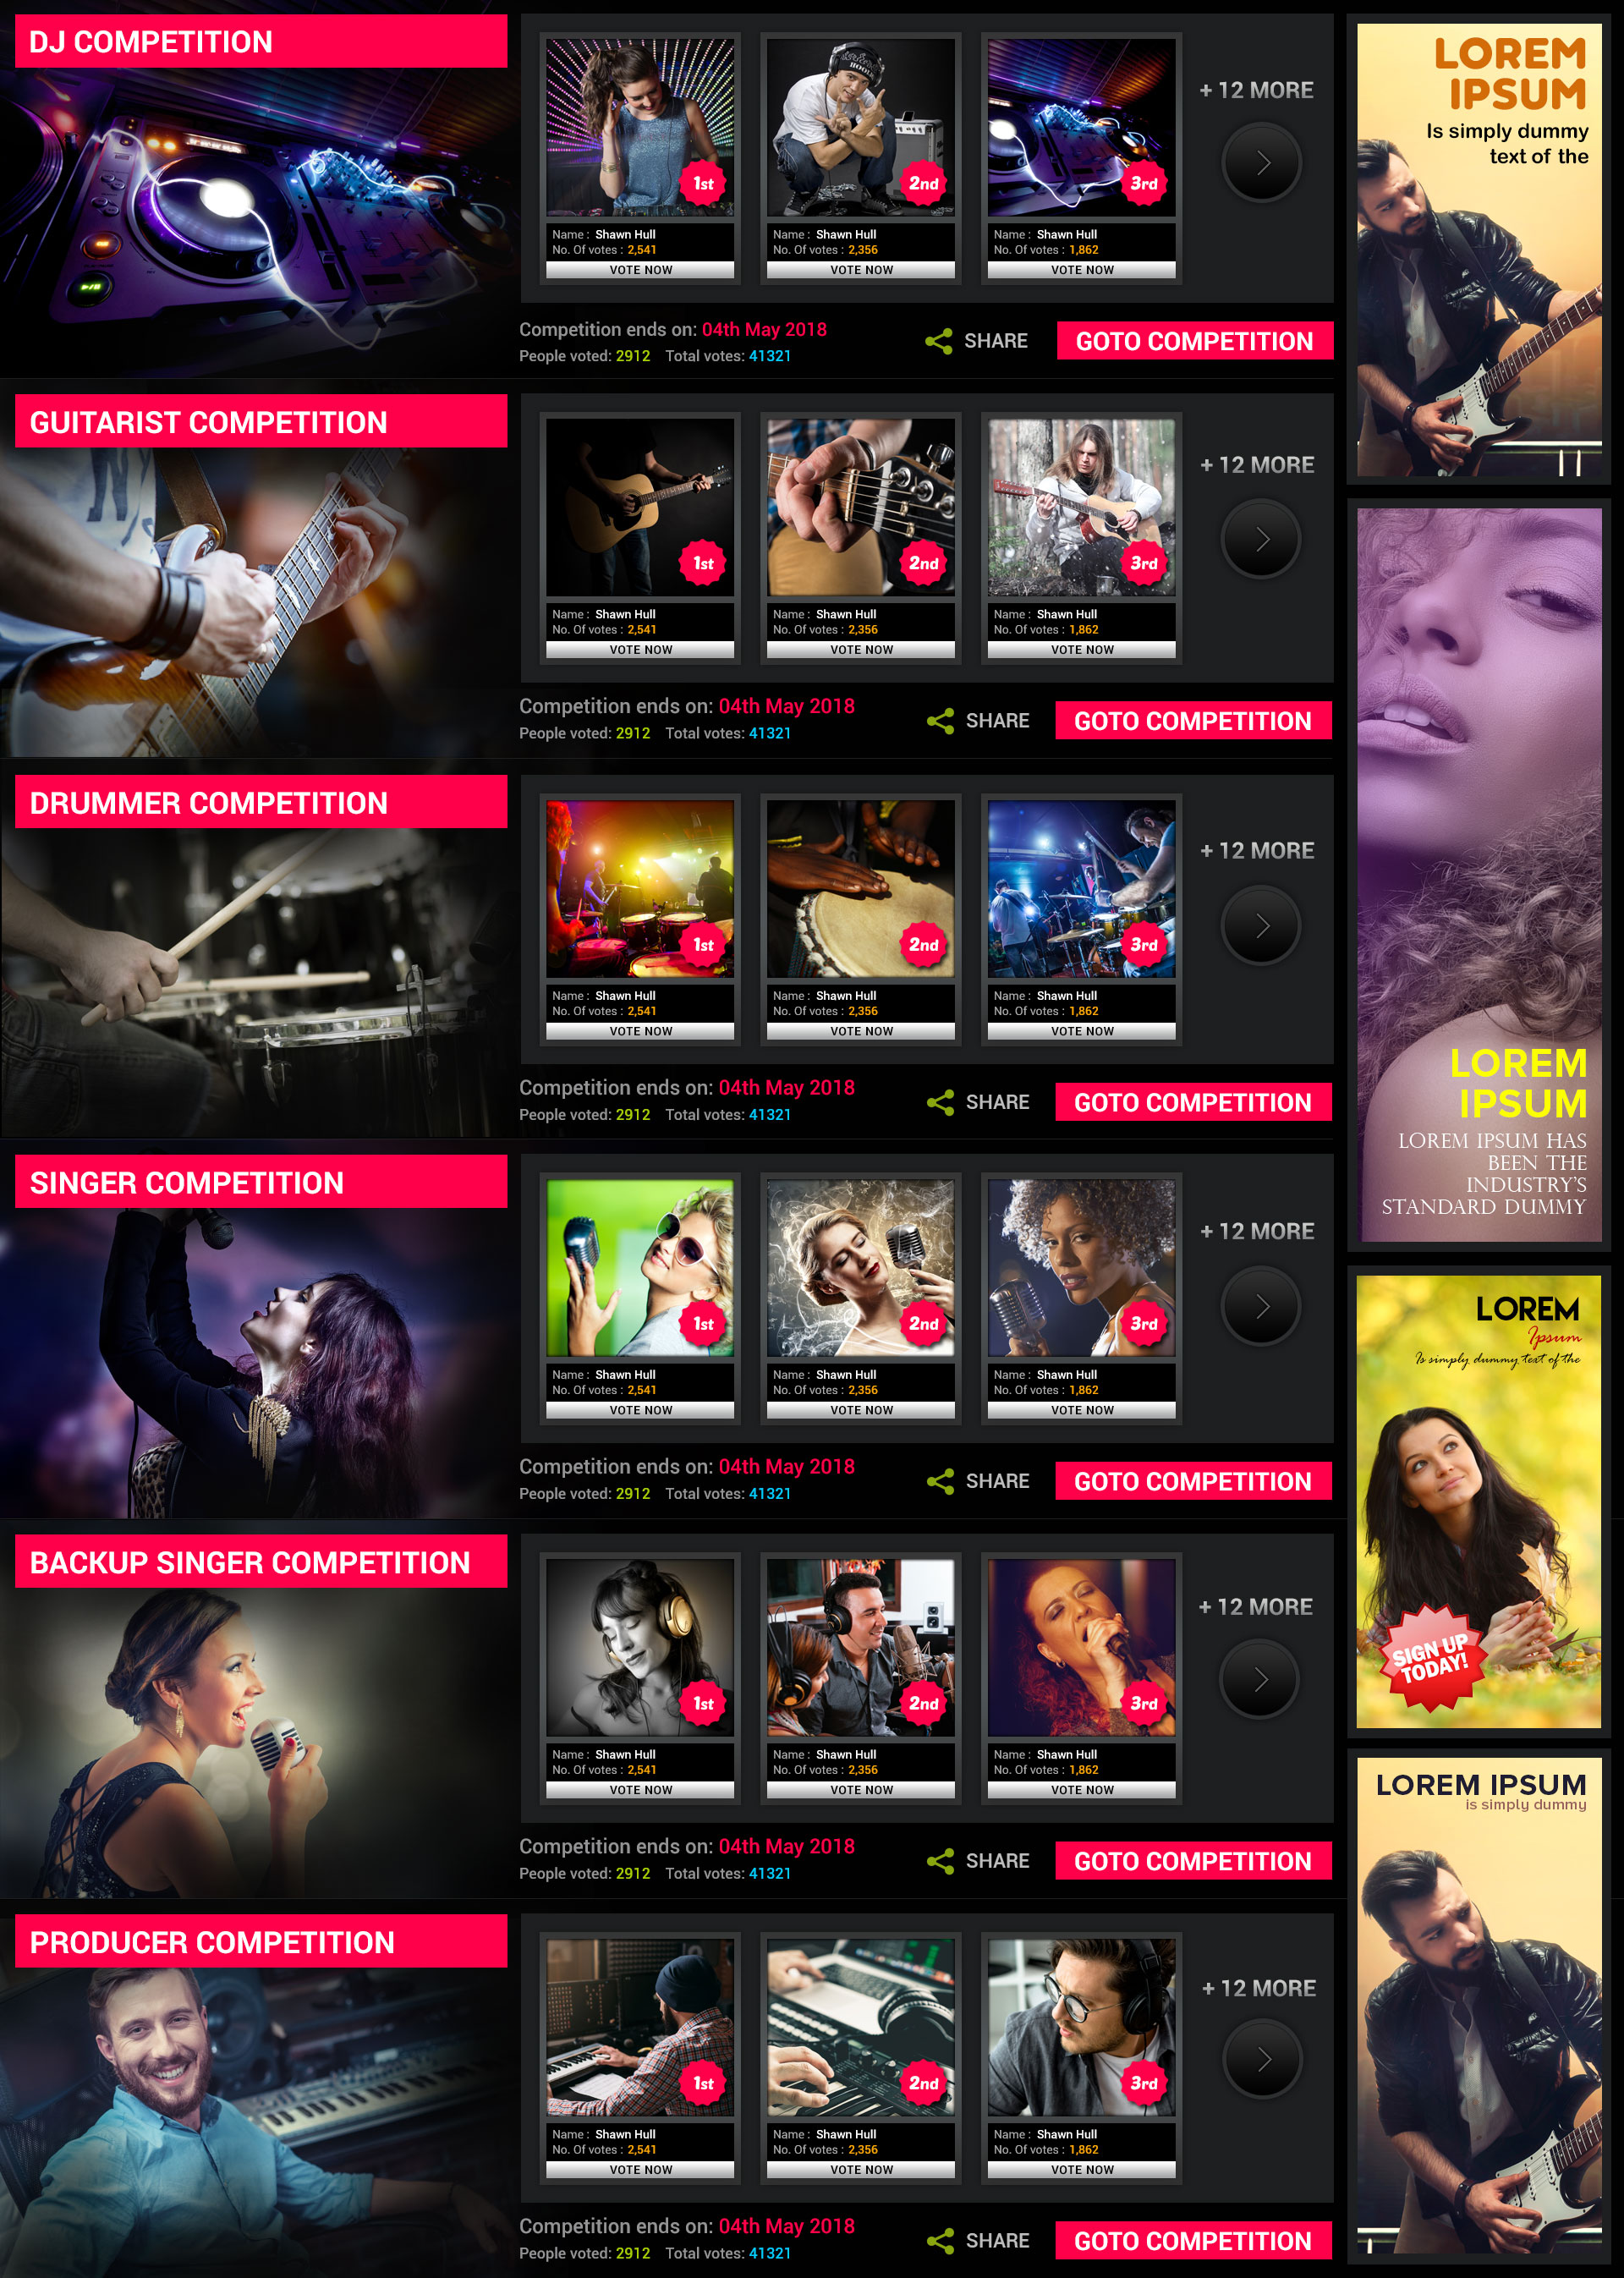 DJ COMPETITION
1st
2nd
3rd
+ 12 MORE
Name : Shawn Hull
No. Of votes : 2,541
VOTE NOW
Name : Shawn Hull
No. Of votes : 2,356
VOTE NOW
Name : Shawn Hull
No. Of votes : 1,862
VOTE NOW
Competition ends on: 04th May 2018
People voted: 2912 Total votes: 41321
SHARE
GOTO COMPETITION
GUITARIST COMPETITION
1st
2nd
3rd
+ 12 MORE
Name : Shawn Hull
No. Of votes : 2,541
VOTE NOW
Name : Shawn Hull
No. Of votes : 2,356
VOTE NOW
Name : Shawn Hull
No. Of votes : 1,862
VOTE NOW
Competition ends on: 04th May 2018
People voted: 2912 Total votes: 41321
SHARE
GOTO COMPETITION
DRUMMER COMPETITION
1st
2nd
3rd
+ 12 MORE
Name : Shawn Hull
No. Of votes : 2,541
VOTE NOW
Name : Shawn Hull
No. Of votes : 2,356
VOTE NOW
Name : Shawn Hull
No. Of votes : 1,862
VOTE NOW
Competition ends on: 04th May 2018
People voted: 2912 Total votes: 41321
SHARE
GOTO COMPETITION
SINGER COMPETITION
1st
2nd
3rd
+ 12 MORE
Name : Shawn Hull
No. Of votes : 2,541
VOTE NOW
Name : Shawn Hull
No. Of votes : 2,356
VOTE NOW
Name : Shawn Hull
No. Of votes : 1,862
VOTE NOW
Competition ends on: 04th May 2018
People voted: 2912 Total votes: 41321
SHARE
GOTO COMPETITION
BACKUP SINGER COMPETITION
1st
2nd
3rd
+ 12 MORE
Name : Shawn Hull
No. Of votes : 2,541
VOTE NOW
Name : Shawn Hull
No. Of votes : 2,356
VOTE NOW
Name : Shawn Hull
No. Of votes : 1,862
VOTE NOW
Competition ends on: 04th May 2018
People voted: 2912 Total votes: 41321
SHARE
GOTO COMPETITION
PRODUCER COMPETITION
1st
2nd
3rd
+ 12 MORE
Name : Shawn Hull
No. Of votes : 2,541
VOTE NOW
Name : Shawn Hull
No. Of votes : 2,356
VOTE NOW
Name : Shawn Hull
No. Of votes : 1,862
VOTE NOW
Competition ends on: 04th May 2018
People voted: 2912 Total votes: 41321
SHARE
GOTO COMPETITION
LOREM
IPSUM
Is simply dummy
text of the
LOREM
IPSUM
LOREM IPSUM HAS
BEEN THE
INDUSTRY'S
STANDARD DUMMY
LOREM
Ipsum
Is simply dummy text of the
SIGN UP
TODAY!
LOREM IPSUM
is simply dummy